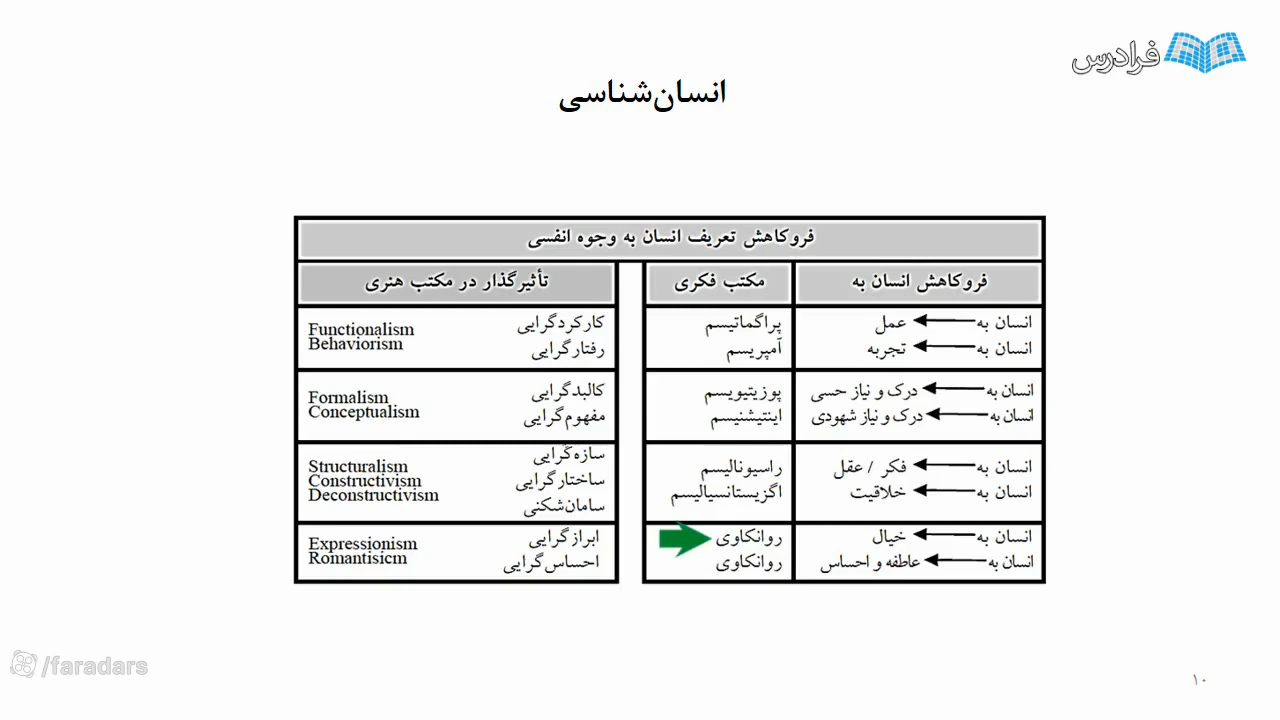 فرادرس
انسان‌شناسی
فروکاهش تعریف انسان به وجوه انفسی
فروکاهش انسان به
مکتب فکری
تأثیرگذار در مکتب هنری
انسان به عمل
انسان به تجربه
پراگماتیسم
آمپریسم
کارکردگرایی
رفتارگرایی
Functionalism
Behaviorism
انسان به درک و نیاز حسی
انسان به درک و نیاز شهودی
پوزیتیویسم
اینتیشنیسم
کالبدگرایی
مفهوم‌گرایی
Formalism
Conceptualism
انسان به فکر / عقل
انسان به خلاقیت
راسیونالیسم
اگزیستانسیالیسم
سازه‌گرایی
ساختارگرایی
سامان‌شکنی
Structuralism
Constructivism
Deconstructivism
انسان به خیال
انسان به عاطفه و احساس
روانکاوی
روانکاوی
ابرازگرایی
احساس‌گرایی
Expressionism
Romantisicm
/faradars
۱۰